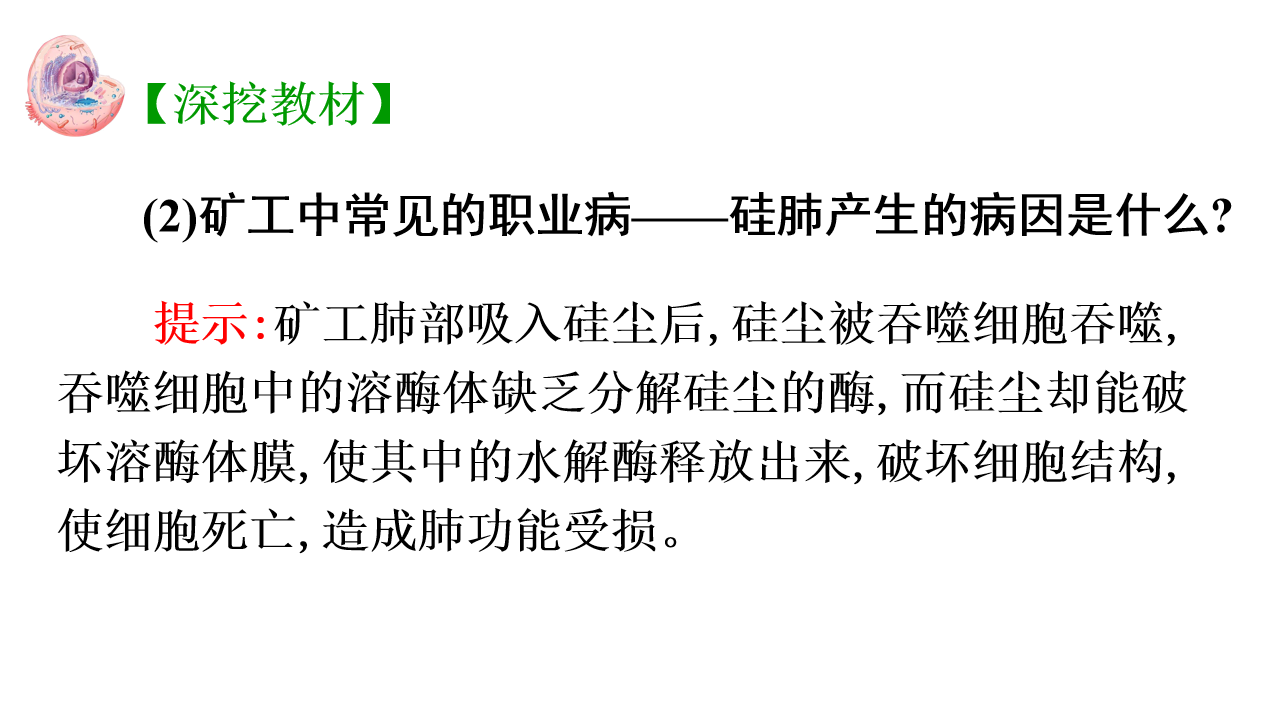 【深挖教材】
(2)矿工中常见的职业病——硅肺产生的病因是什么?
提示:矿工肺部吸入硅尘后,硅尘被吞噬细胞吞噬,
吞噬细胞中的溶酶体缺乏分解硅尘的酶,而硅尘却能破
坏溶酶体膜,使其中的水解酶释放出来,破坏细胞结构,
使细胞死亡,造成肺功能受损。